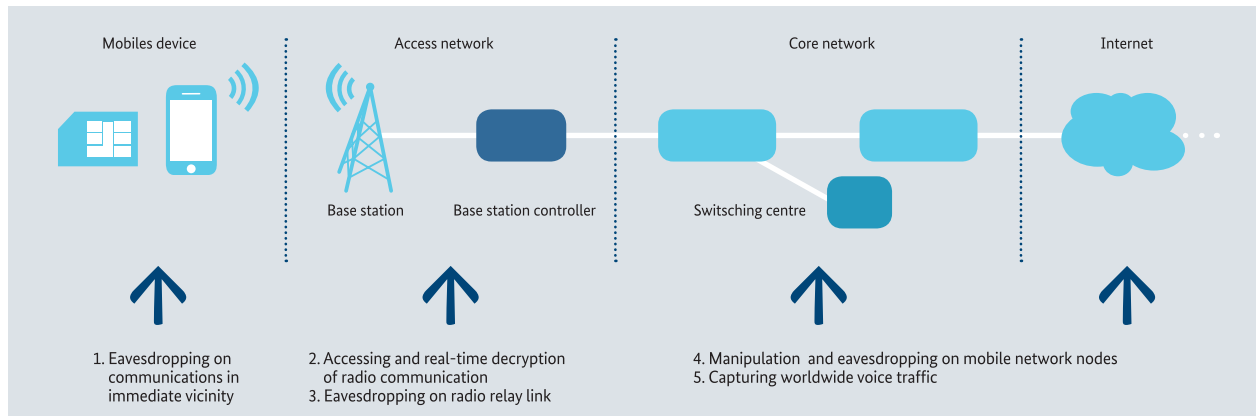 Mobiles device
Access network
Core network
Internet
Base station
Base station controller
Switsching centre
1. Eavesdropping on
communications in
immediate vicinity
2. Accessing and real-time decryption
of radio communication
3. Eavesdropping on radio relay link
4. Manipulation and eavesdropping on mobile network nodes
5. Capturing worldwide voice traffic